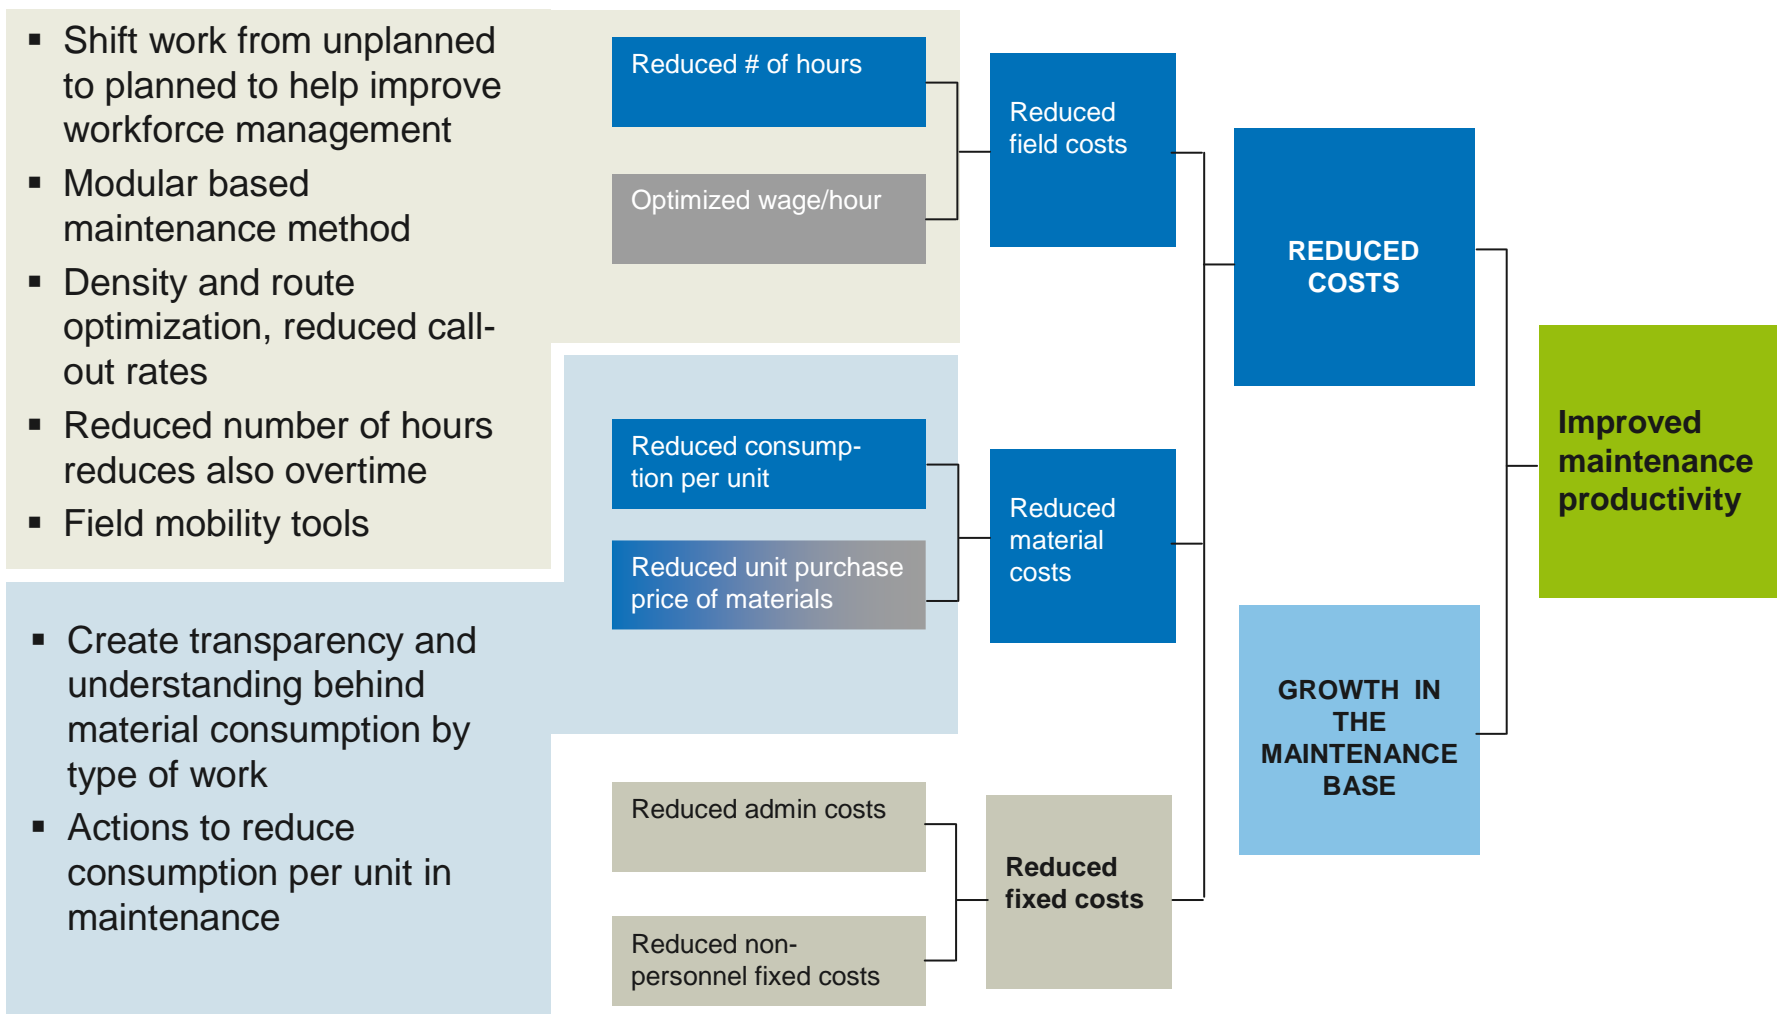 ▪ Shift work from unplanned
to planned to help improve
workforce management
▪ Modular based
maintenance method
▪ Density and route
optimization, reduced call-
out rates
▪ Reduced number of hours
reduces also overtime
▪ Field mobility tools
▪ Create transparency and
understanding behind
material consumption by
type of work
▪ Actions to reduce
consumption per unit in
maintenance
Reduced # of hours
Optimized wage/hour
Reduced consump-
tion per unit
Reduced unit purchase
price of materials
Reduced admin costs
Reduced non-
personnel fixed costs
Reduced
field costs
Reduced
material
costs
Reduced
fixed costs
REDUCED
COSTS
GROWTH IN
THE
MAINTENANCE
BASE
Improved
maintenance
productivity